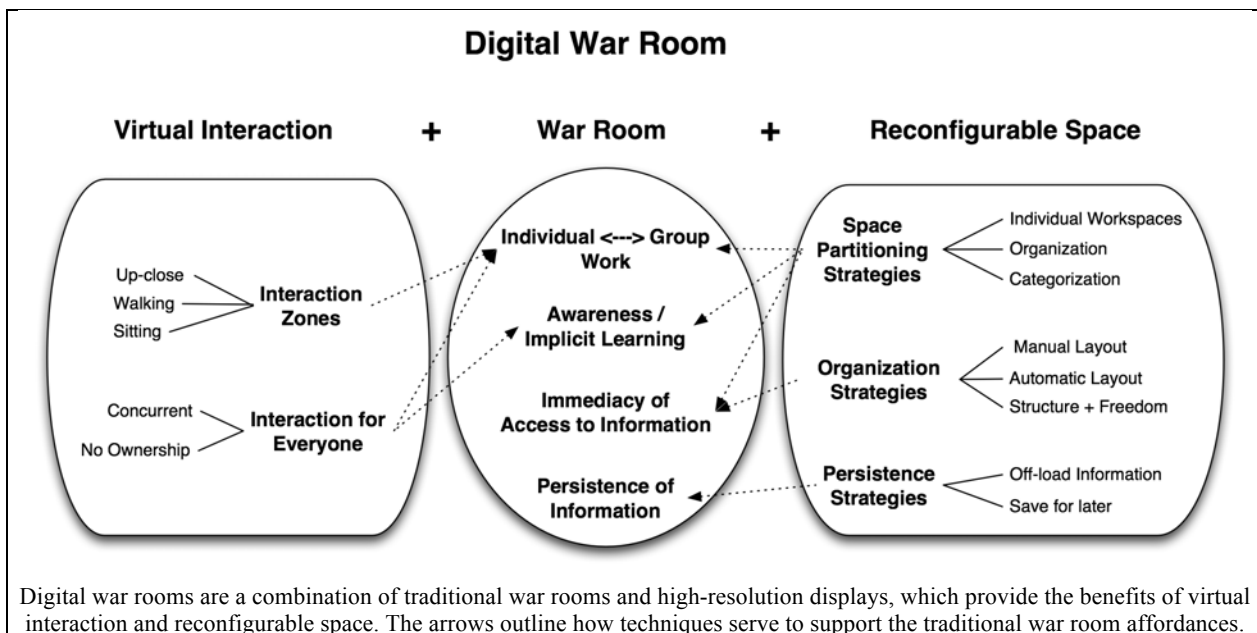 Digital War Room
Virtual Interaction + War Room + Reconfigurable Space
Up-close
Walking
Sitting
Interaction
Zones
Concurrent
No Ownership
Interaction for
Everyone
Individual <---> Group
Work
Awareness /
Implicit Learning
Immediacy of
Access to Information
Persistence of
Information
Space
Partitioning
Strategies
Individual Workspaces
Organization
Categorization
Organization
Strategies
Manual Layout
Automatic Layout
Structure + Freedom
Persistence
Strategies
Off-load Information
Save for later
Digital war rooms are a combination of traditional war rooms and high-resolution displays, which provide the benefits of virtual
interaction and reconfigurable space. The arrows outline how techniques serve to support the traditional war room affordances.